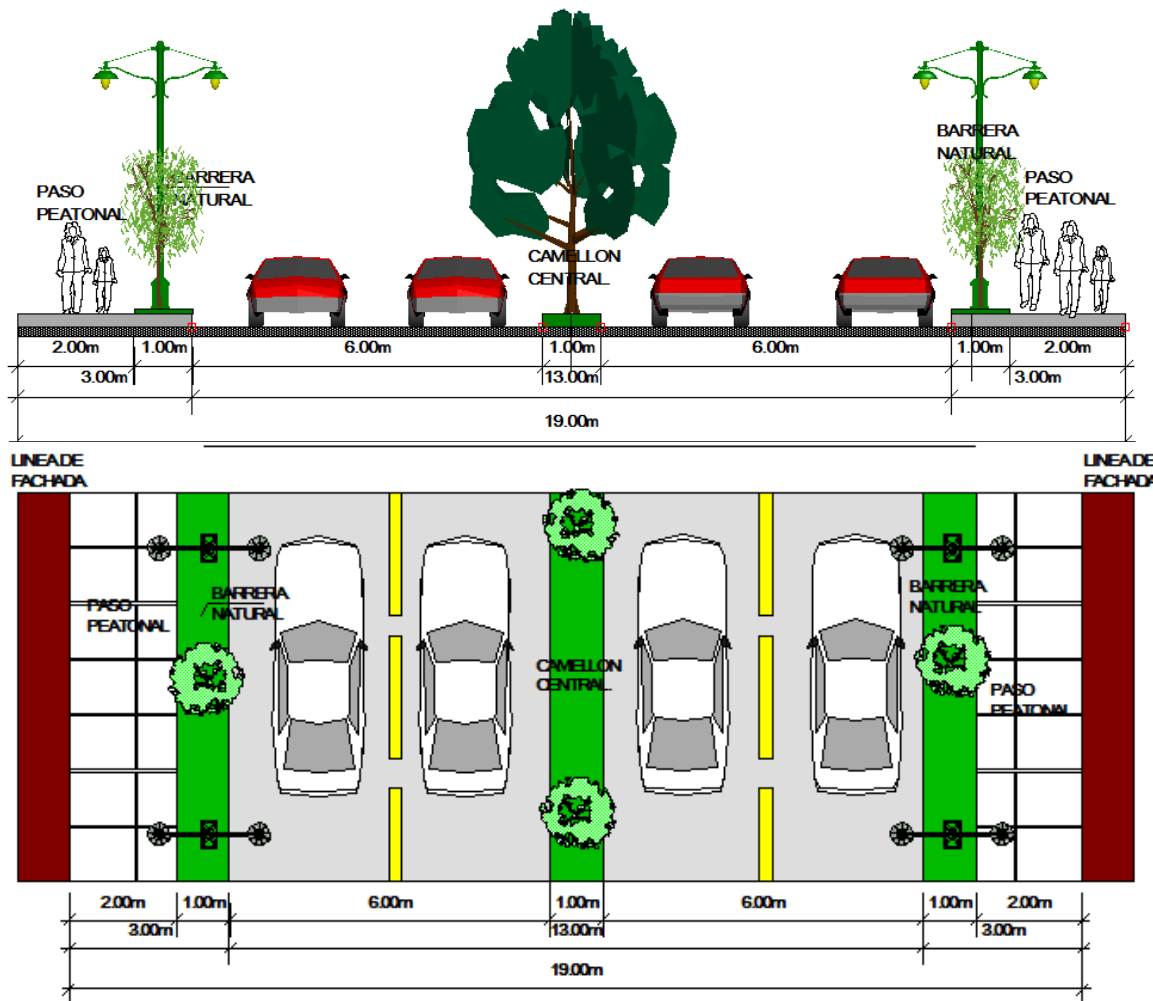 BARRERA
NATURAL
BARRERA
NATURAL
PASO
PEATONAL
PASO
PEATONAL
CAMELLON
CENTRAL
2.00m 1.00m 6.00m 1.00m 6.00m 1.00m 2.00m
3.00m 13.00m 3.00m
19.00m
LINEA DE
FACHADA
LINEA DE
FACHADA
BARRERA
NATURAL
BARRERA
NATURAL
PASO
PEATONAL
CAMELLON
CENTRAL
PASO
PEATONAL
2.00m 1.00m 6.00m 1.00m 6.00m 1.00m 2.00m
3.00m 13.00m 3.00m
19.00m